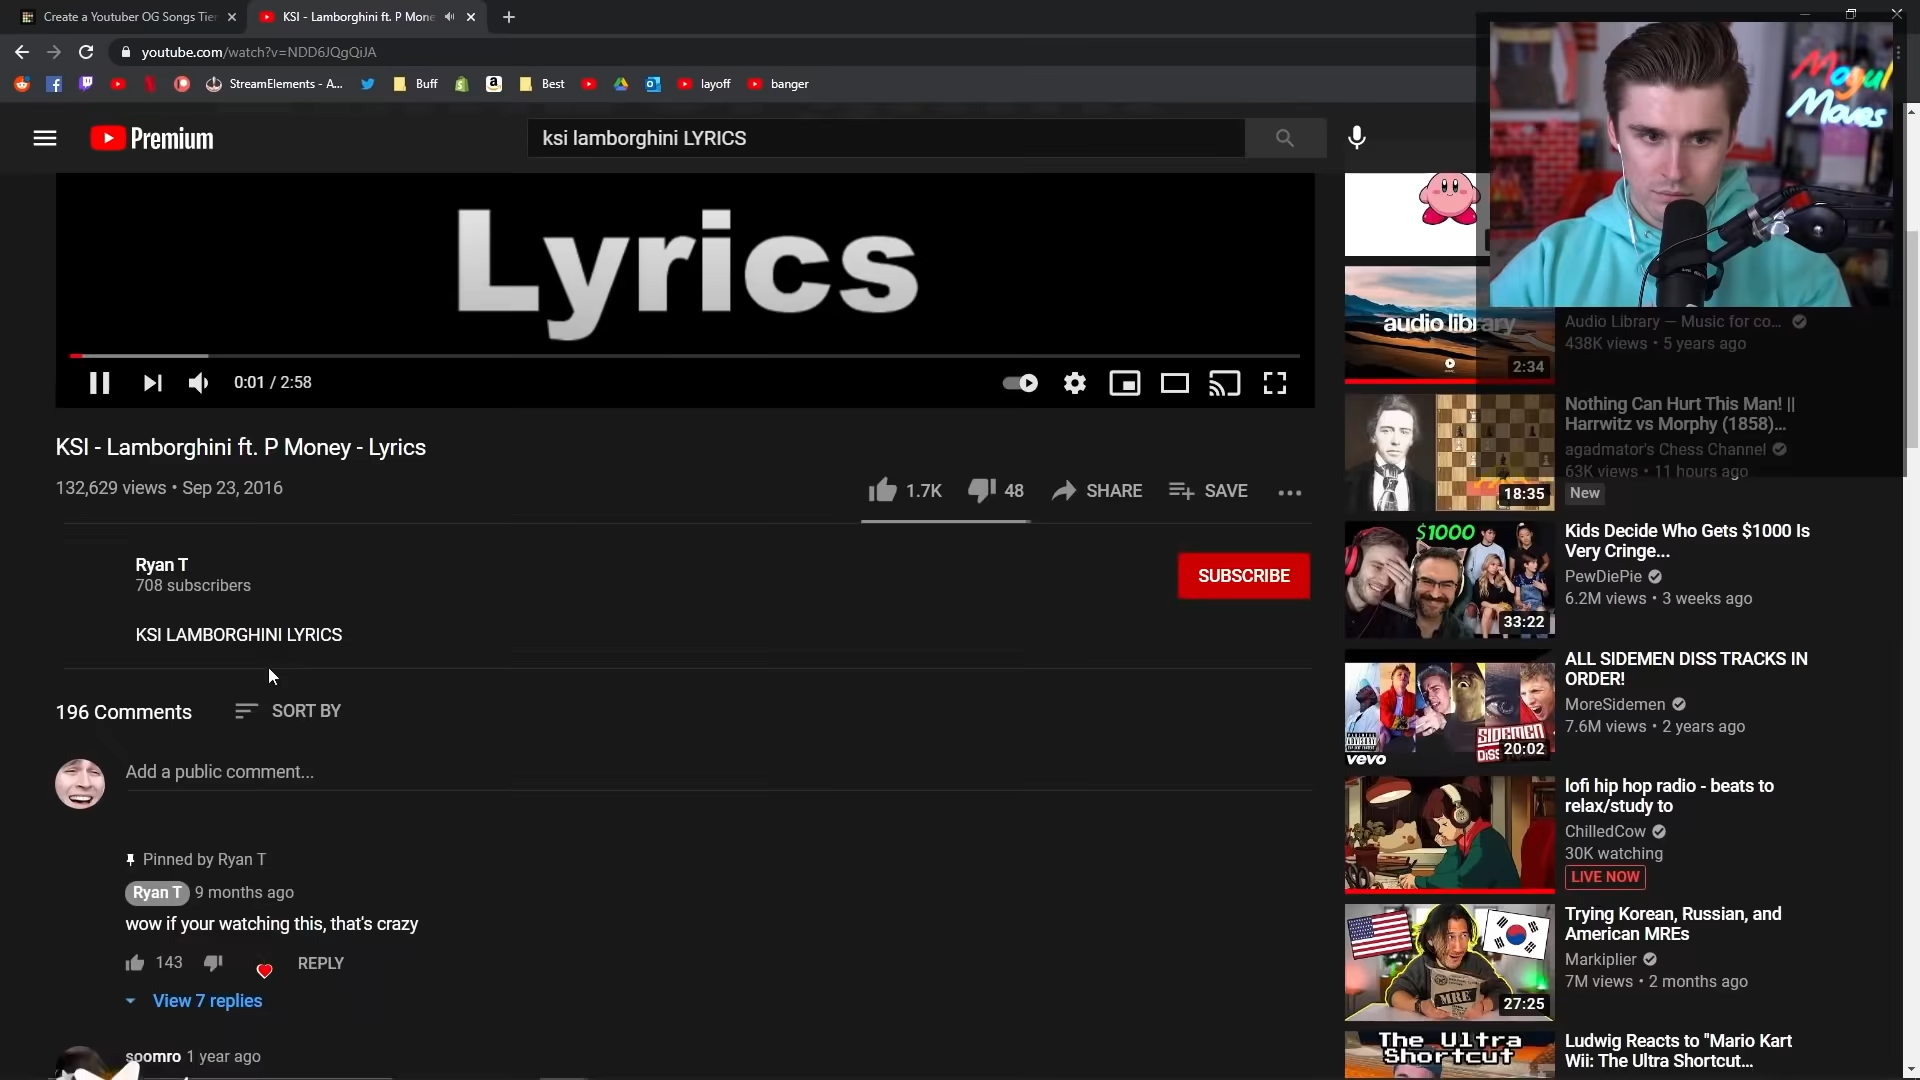 Create a Youtuber OG Songs Tier
KSI - Lamborghini ft. P Mone
youtube.com/watch?v=NDD6JQgQiJA
StreamElements - A...
Buff
Best
layoff
banger
Premium
ksi lamborghini LYRICS
Mogul
Moves
Lyrics
0:01 / 2:58
KSI - Lamborghini ft. P Money - Lyrics
132,629 views • Sep 23, 2016
1.7K
48
SHARE
SAVE
Ryan T
708 subscribers
SUBSCRIBE
KSI LAMBORGHINI LYRICS
196 Comments
SORT BY
Add a public comment...
Pinned by Ryan T
Ryan T 9 months ago
wow if your watching this, that's crazy
143
REPLY
View 7 replies
soomro 1 year ago
audio library
2:34
Audio Library — Music for co...
438K views • 5 years ago
18:35
Nothing Can Hurt This Man! ||
Harrwitz vs Morphy (1858)...
agadmator's Chess Channel
63K views • 11 hours ago
New
$1000
33:22
Kids Decide Who Gets $1000 Is
Very Cringe...
PewDiePie
6.2M views • 3 weeks ago
vevo
SIDEMEN
DISS
20:02
ALL SIDEMEN DISS TRACKS IN
ORDER!
MoreSidemen
7.6M views • 2 years ago
lofi hip hop radio - beats to
relax/study to
ChilledCow
30K watching
LIVE NOW
MRE
27:25
Trying Korean, Russian, and
American MREs
Markiplier
7M views • 2 months ago
The Ultra
Shortcut
Ludwig Reacts to "Mario Kart
Wii: The Ultra Shortcut...